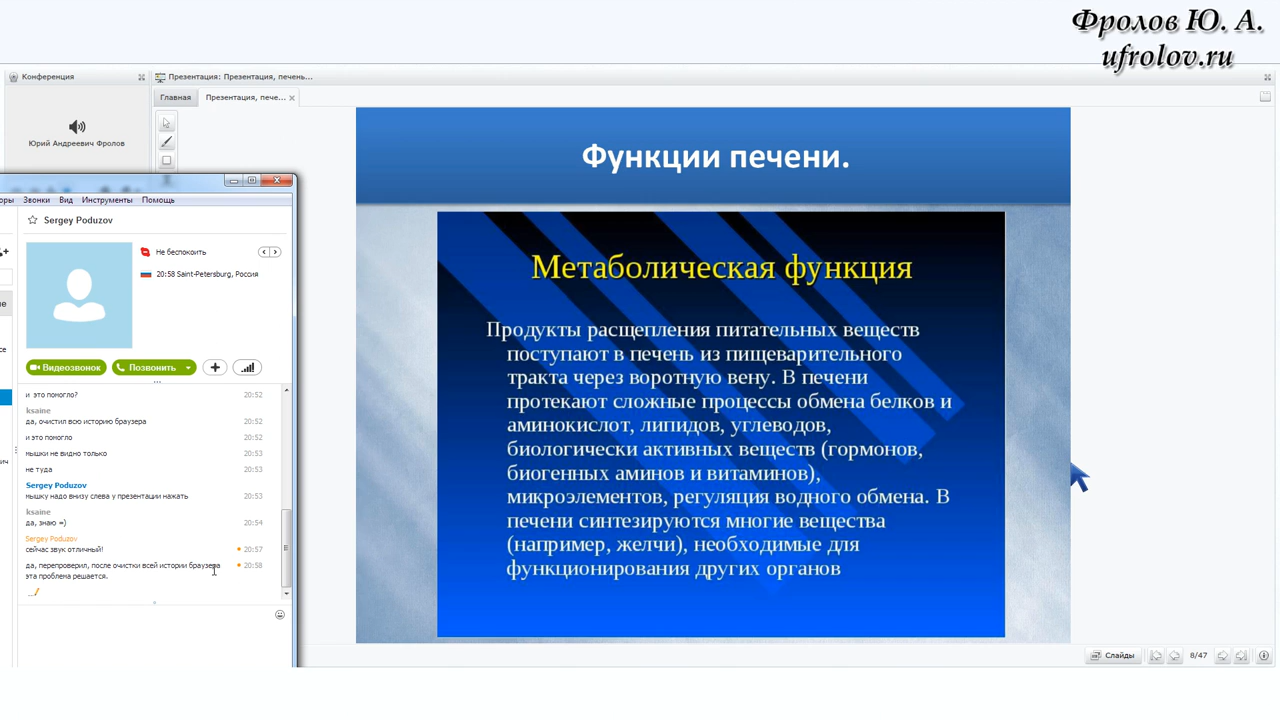 Фролов Ю. А.
ufrolov.ru
Конференция
Презентация: Презентация, печень...
Главная
Презентация, пече...
Юрий Андреевич Фролов
Звонки Вид Инструменты Помощь
Sergey Poduzov
Не беспокоить
20:58 Saint-Petersburg, Россия
Видеозвонок
Позвонить
и это помогло? 20:52
ksaine
да, очистил всю историю браузера 20:52
и это помогло 20:52
мышки не видно только 20:53
не туда 20:53
Sergey Poduzov
мышку надо внизу слева у презентации нажать 20:53
ksaine
да, знаю =) 20:54
Sergey Poduzov
сейчас звук отличный! 20:57
да, перепроверил, после очистки всей истории браузера 20:58
эта проблема решается.
Функции печени.
Метаболическая функция
Продукты расщепления питательных веществ
поступают в печень из пищеварительного
тракта через воротную вену. В печени
протекают сложные процессы обмена белков и
аминокислот, липидов, углеводов,
биологически активных веществ (гормонов,
биогенных аминов и витаминов),
микроэлементов, регуляция водного обмена. В
печени синтезируются многие вещества
(например, желчи), необходимые для
функционирования других органов
Слайды
8/47